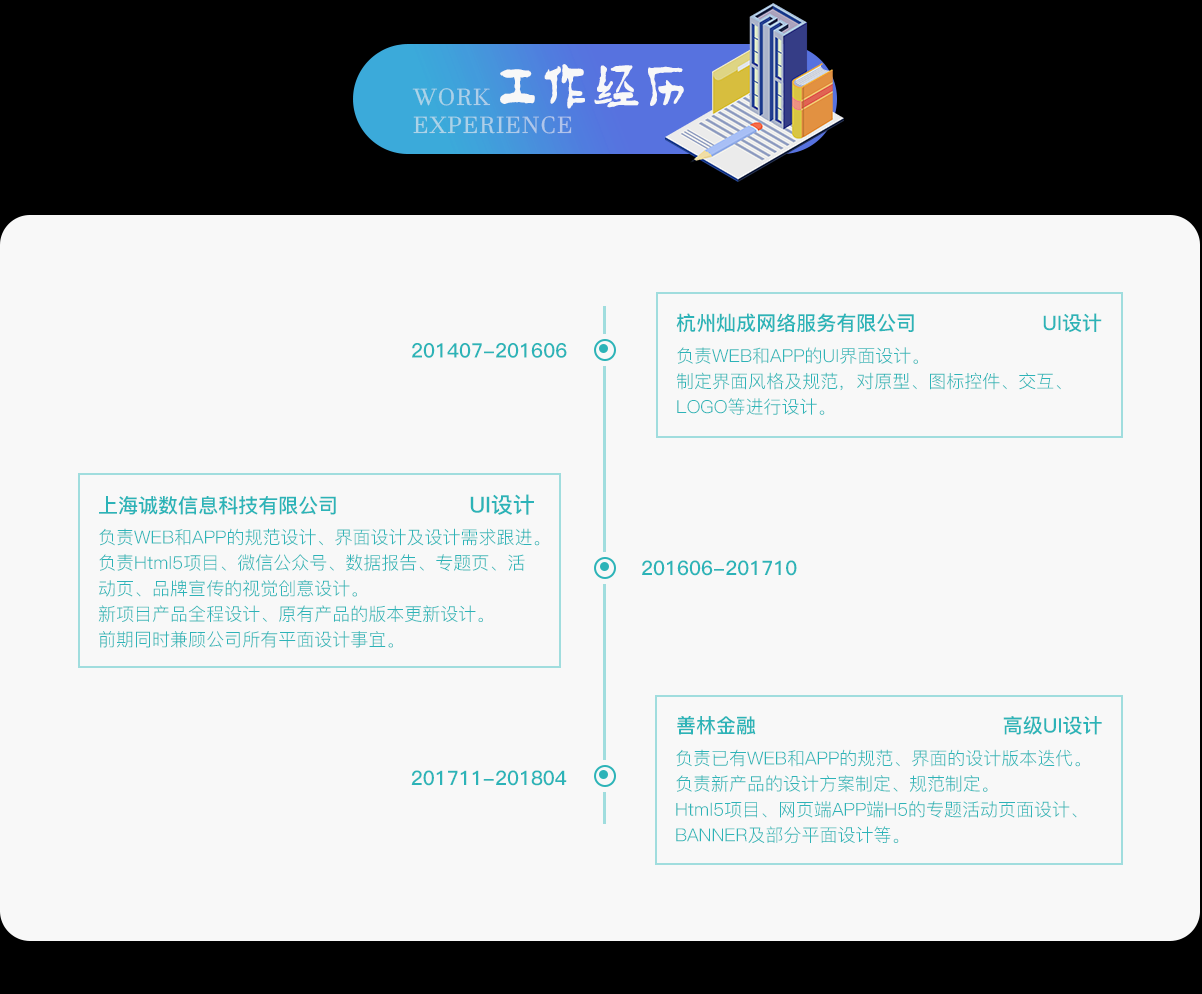 WORK 工作经历
EXPERIENCE
201407-201606
杭州灿成网络服务有限公司 UI设计
负责WEB和APP的UI界面设计。
制定界面风格及规范，对原型、图标控件、交互、
LOGO等进行设计。
上海诚数信息科技有限公司 UI设计
负责WEB和APP的规范设计、界面设计及设计需求跟进。
负责Html5项目、微信公众号、数据报告、专题页、活
动页、品牌宣传的视觉创意设计。
新项目产品全程设计、原有产品的版本更新设计。
前期同时兼顾公司所有平面设计事宜。
201606-201710
201711-201804
善林金融 高级UI设计
负责已有WEB和APP的规范、界面的设计版本迭代。
负责新产品的设计方案制定、规范制定。
Html5项目、网页端APP端H5的专题活动页面设计、
BANNER及部分平面设计等。